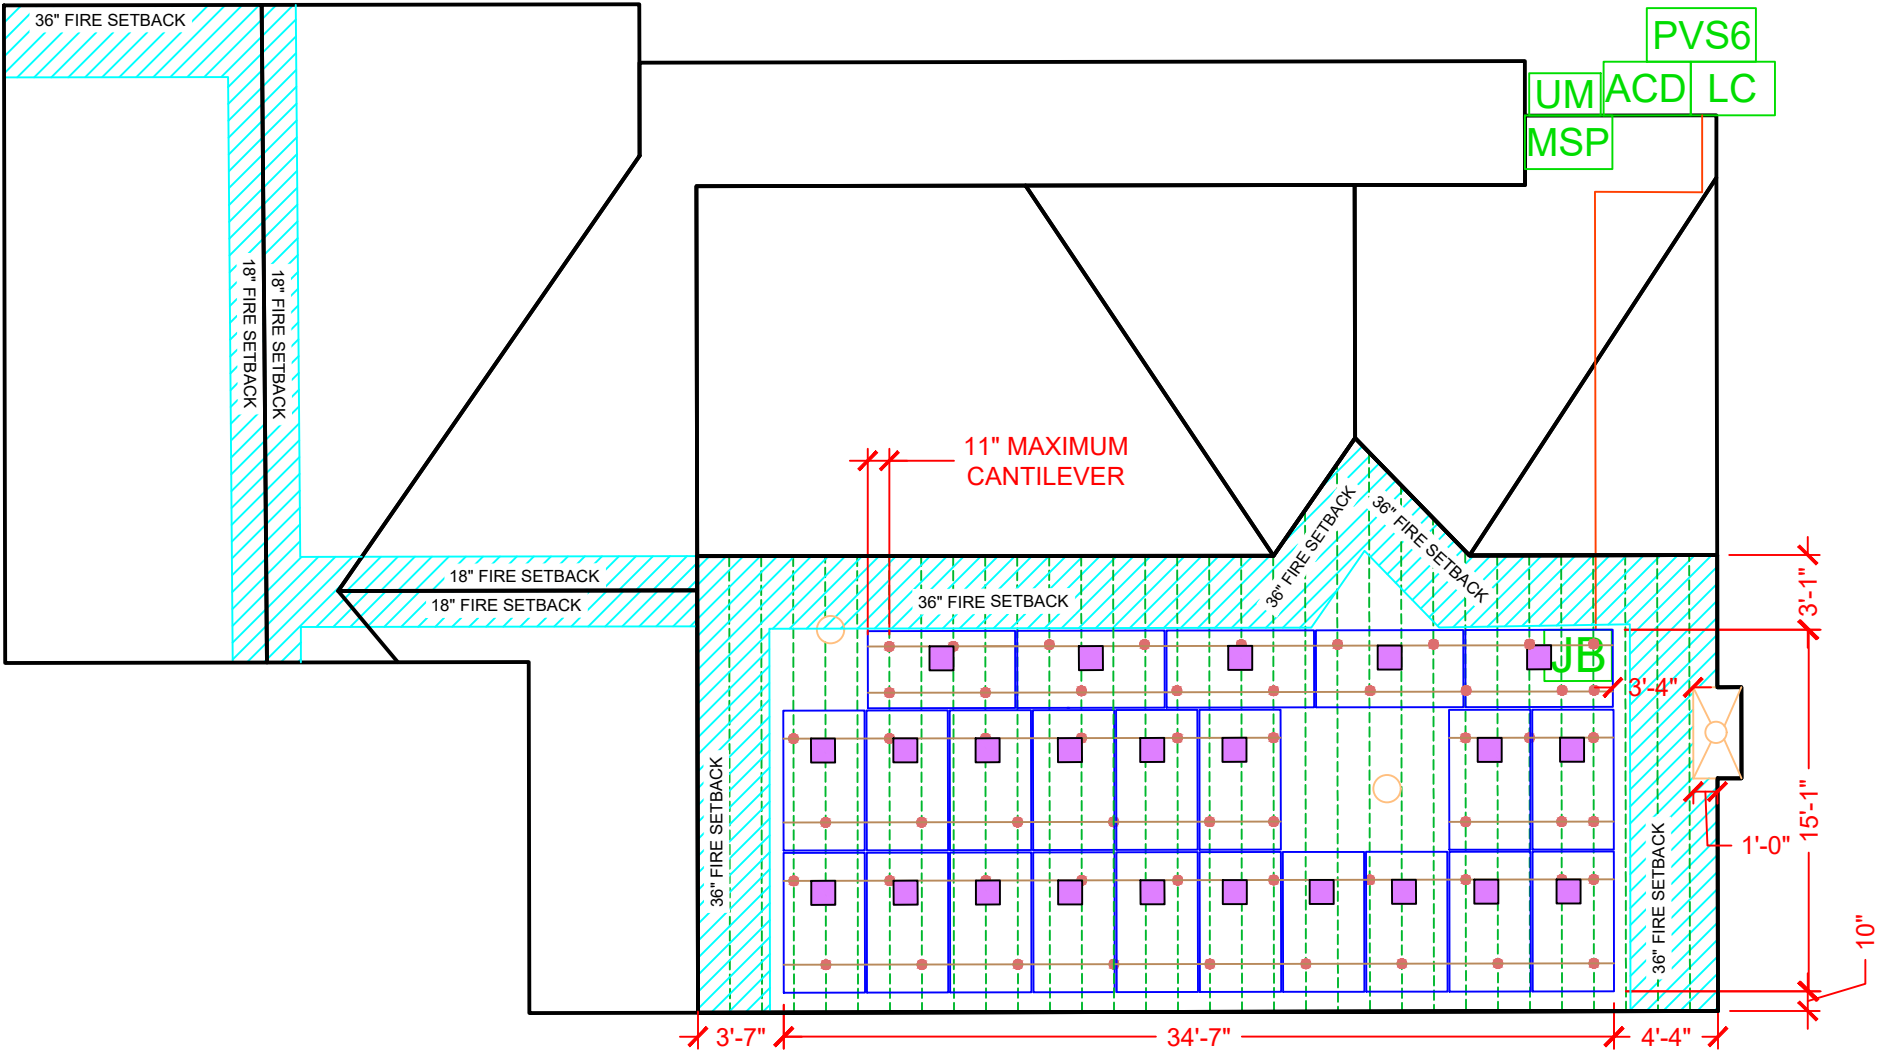 36" FIRE SETBACK
PVS6
UM
ACD
LC
MSP
18" FIRE SETBACK
18" FIRE SETBACK
11" MAXIMUM
CANTILEVER
36" FIRE SETBACK
36" FIRE SETBACK
18" FIRE SETBACK
18" FIRE SETBACK
36" FIRE SETBACK
3'-1"
JB
3'-4"
36" FIRE SETBACK
15'-1"
1'-0"
36" FIRE SETBACK
10"
3'-7"
34'-7"
4'-4"